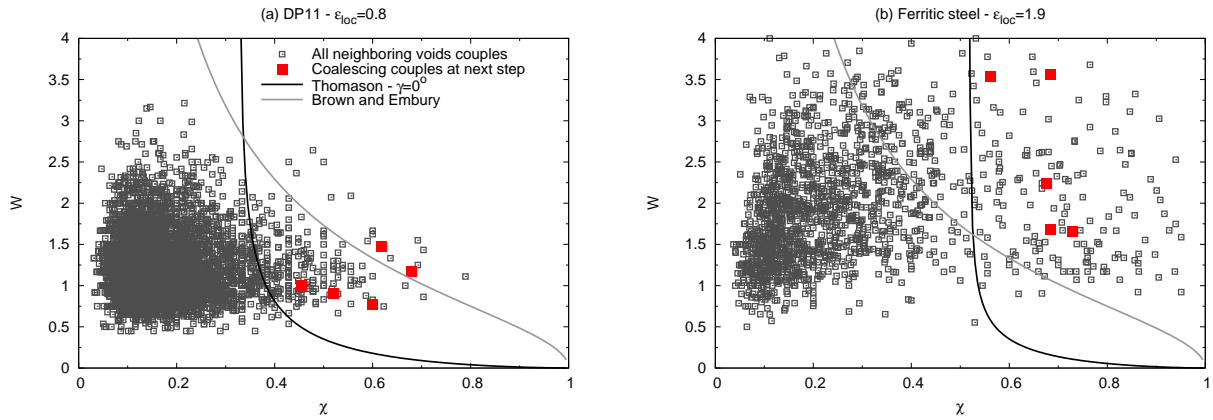 (a) DP11 - εloc=0.8
All neighboring voids couples
Coalescing couples at next step
Thomason - γ=0°
Brown and Embury
W
4
3.5
3
2.5
2
1.5
1
0.5
0
0 0.2 0.4 0.6 0.8 1
χ
(b) Ferritic steel - εloc=1.9
W
4
3.5
3
2.5
2
1.5
1
0.5
0
0 0.2 0.4 0.6 0.8 1
χ